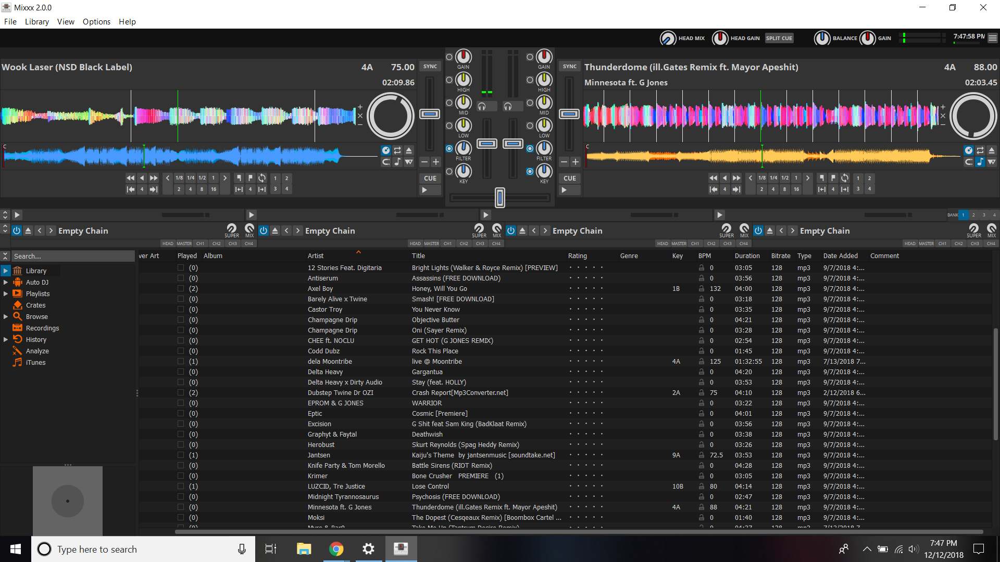 Mixxx 2.0.0
File Library View Options Help
HEAD MIX HEAD GAIN SPLIT CUE BALANCE GAIN 7:47:58 PM
Wook Laser (NSD Black Label) 4A 75.00 SYNC GAIN GAIN SYNC Thunderdome (ill.Gates Remix ft. Mayor Apeshit) 4A 88.00
02:09.86 Minnesota ft. G Jones 02:03.45
HIGH HIGH
MID MID
LOW LOW
C FILTER FILTER C
1/8 1/4 1/2 1 1 2 CUE KEY KEY CUE 1/8 1/4 1/2 1 1 2
4 2 4 8 16 4 3 4 4 2 4 8 16 4 3 4
BANK 1 2 3 4
Empty Chain SUPER MIX Empty Chain SUPER MIX Empty Chain SUPER MIX Empty Chain SUPER MIX
HEAD MASTER CH1 CH2 CH3 CH4 HEAD MASTER CH1 CH2 CH3 CH4 HEAD MASTER CH1 CH2 CH3 CH4 HEAD MASTER CH1 CH2 CH3 CH4
Search...
Library
Auto DJ
Playlists
Crates
Browse
Recordings
History
Analyze
iTunes
ver Art Played Album Artist Title Rating Genre Key BPM Duration Bitrate Type Date Added Comment
(0) 12 Stories Feat. Digitaria Bright Lights (Walker & Royce Remix) [PREVIEW] 0 03:05 128 mp3 9/7/2018 4:...
(0) Antiserum Assassins (FREE DOWNLOAD) 0 03:56 128 mp3 9/7/2018 4:...
(2) Axel Boy Honey, Will You Go 1B 132 04:00 128 mp3 9/7/2018 4:...
(0) Barely Alive x Twine Smash! [FREE DOWNLOAD] 0 03:18 128 mp3 9/7/2018 4:...
(0) Castor Troy You Never Know 0 03:35 128 mp3 9/7/2018 4:...
(0) Champagne Drip Objective Butter 0 04:21 128 mp3 9/7/2018 4:...
(0) Champagne Drip Oni (Sayer Remix) 0 03:28 128 mp3 9/7/2018 4:...
(0) CHEE ft. NOCLU GET HOT (G JONES REMIX) 0 02:54 128 mp3 9/7/2018 4:...
(0) Codd Dubz Rock This Place 0 01:45 128 mp3 9/7/2018 4:...
(1) dela Moontribe live @ Moontribe 4A 125 01:32:55 128 mp3 7/13/2018 7...
(0) Delta Heavy Gargantua 0 04:20 128 mp3 9/7/2018 4:...
(0) Delta Heavy x Dirty Audio Stay (feat. HOLLY) 0 03:53 128 mp3 9/7/2018 4:...
(2) Dubstep Twine Dr OZI Crash Report[Mp3Converter.net] 2A 75 04:10 128 mp3 2/12/2018 6...
(0) EPROM & G JONES WARRIOR 0 03:22 128 mp3 9/7/2018 4:...
(0) Eptic Cosmic [Premiere] 0 04:01 128 mp3 9/7/2018 4:...
(0) Excision G Shit feat Sam King (BadKlaat Remix) 0 03:56 128 mp3 9/7/2018 4:...
(0) Graphyt & Faytal Deathwish 0 03:38 128 mp3 9/7/2018 4:...
(0) Herobust Skurt Reynolds (Spag Heddy Remix) 0 03:26 128 mp3 9/7/2018 4:...
(1) Jantsen Kaiju's Theme by jantsenmusic [soundtake.net] 9A 72.5 03:53 128 mp3 9/7/2018 4:...
(0) Knife Party & Tom Morello Battle Sirens (RIOT Remix) 0 04:28 128 mp3 9/7/2018 4:...
(0) Krimer Bone Crusher PREMIERE (1) 0 03:05 128 mp3 9/7/2018 4:...
(1) LUZCID, Tre Justice Lose Control 10B 80 04:14 128 mp3 9/7/2018 4:...
(0) Midnight Tyrannosaurus Psychosis (FREE DOWNLOAD) 0 02:47 128 mp3 9/7/2018 4:...
(0) Minnesota ft. G Jones Thunderdome (ill.Gates Remix ft. Mayor Apeshit) 4A 88 04:21 128 mp3 9/7/2018 4:...
(0) Moksi The Dopest (Cesqeaux Remix) [Boombox Cartel ... 0 01:40 128 mp3 9/7/2018 4:...
Type here to search
7:47 PM
12/12/2018